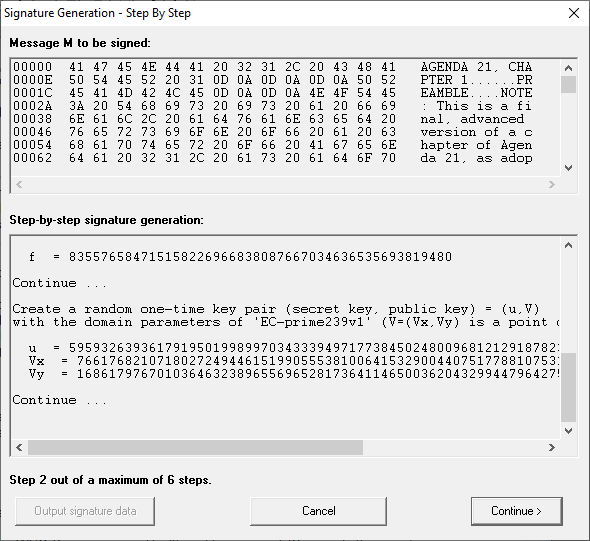 Signature Generation - Step By Step
Message M to be signed:
00000 41 47 45 4E 44 41 20 32 31 2C 20 43 48 41 AGENDA 21, CHA
0000E 50 54 45 52 20 31 0D 0A 0D 0A 0D 0A 50 52 PTER 1......PR
0001C 45 41 4D 42 4C 45 0D 0A 0D 0A 4E 4F 54 45 EAMBLE....NOTE
0002A 3A 20 54 68 69 73 20 69 73 20 61 20 66 69 : This is a fi
00038 6E 61 6C 2C 20 61 64 76 61 6E 63 65 64 20 nal, advanced
00046 76 65 72 73 69 6F 6E 20 6F 66 20 61 20 63 version of a c
00054 68 61 70 74 65 72 20 6F 66 20 41 67 65 6E hapter of Agen
00062 64 61 20 32 31 2C 20 61 73 20 61 64 6F 70 da 21, as adop
Step-by-step signature generation:
f = 835576584715158226966838087667034636535693819480
Continue ...
Create a random one-time key pair (secret key, public key) = (u,V)
with the domain parameters of 'EC-prime239v1' (V=(Vx,Vy) is a point o
u = 595932639361791950199899703433394971773845024800968121291878 2
Vx = 766176821071802724944615199055538100641532900440751778810753
Vy = 168617976701036463238965569652817364114650036204329944796427
Continue ...
Step 2 out of a maximum of 6 steps.
Output signature data
Cancel
Continue >